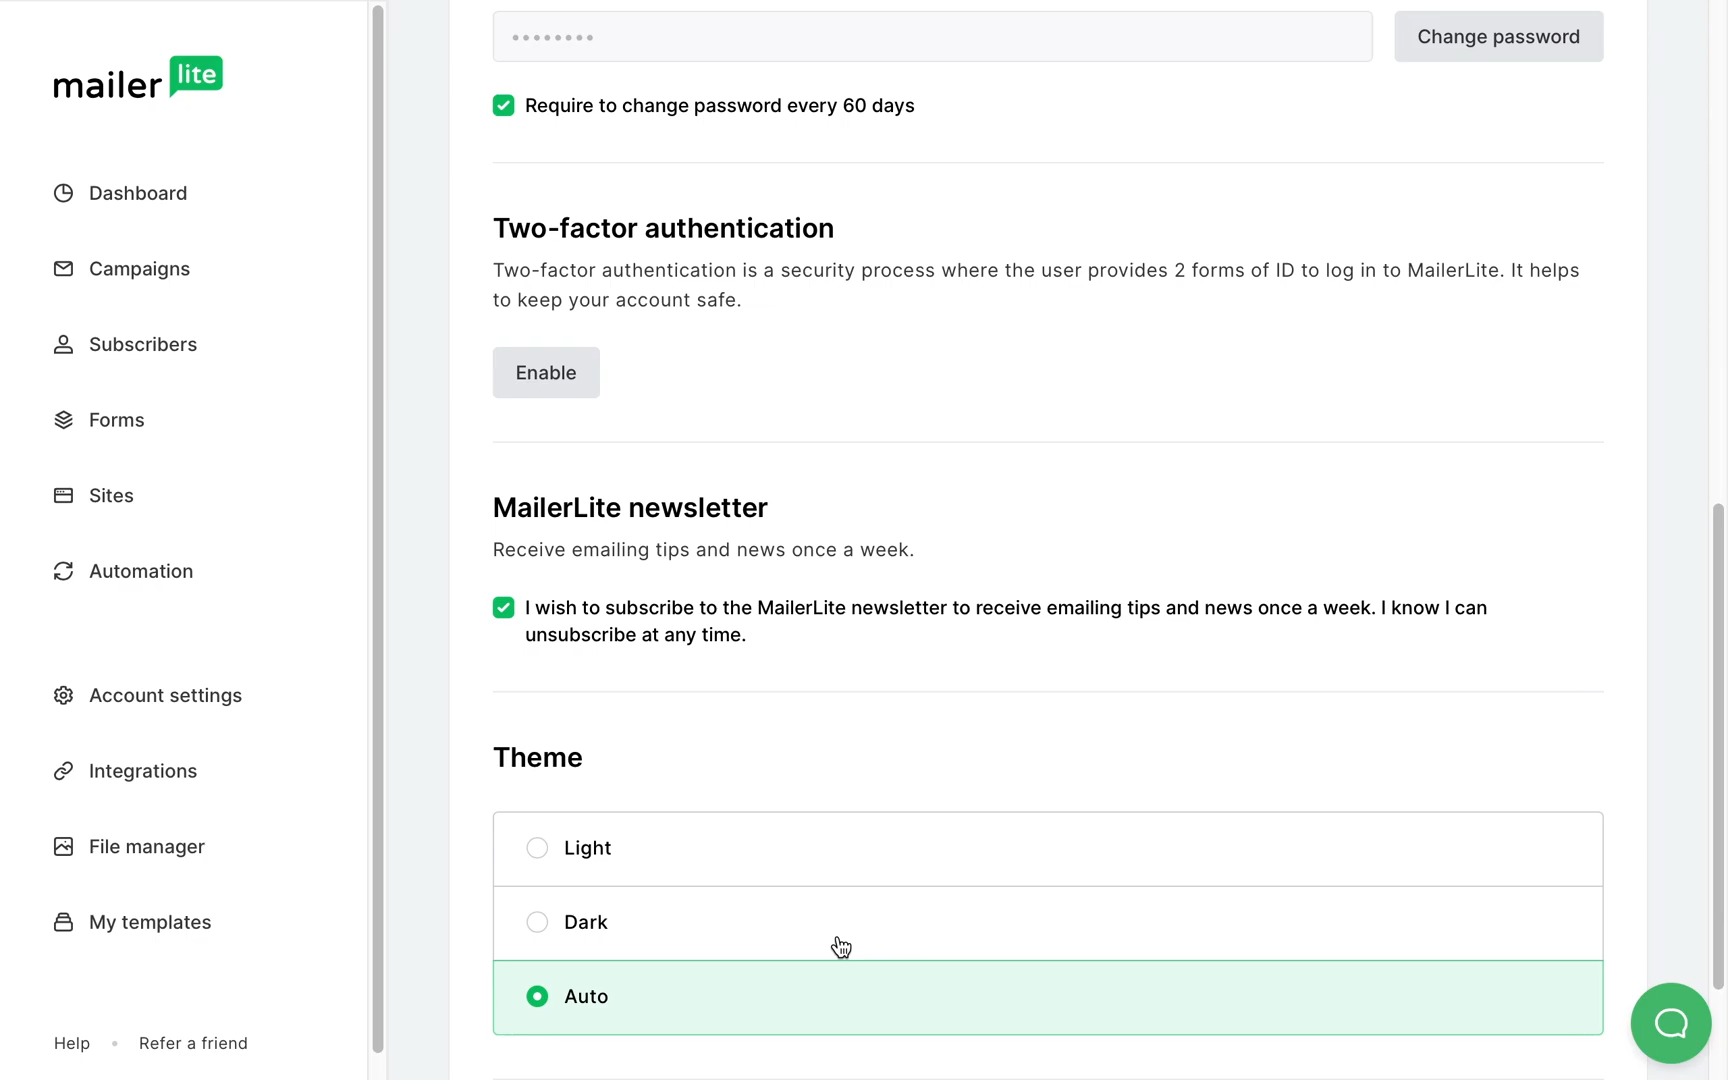 mailer lite
Dashboard
Campaigns
Subscribers
Forms
Sites
Automation
Account settings
Integrations
File manager
My templates
Help • Refer a friend
Change password
Require to change password every 60 days
Two-factor authentication
Two-factor authentication is a security process where the user provides 2 forms of ID to log in to MailerLite. It helps
to keep your account safe.
Enable
MailerLite newsletter
Receive emailing tips and news once a week.
I wish to subscribe to the MailerLite newsletter to receive emailing tips and news once a week. I know I can
unsubscribe at any time.
Theme
Light
Dark
Auto